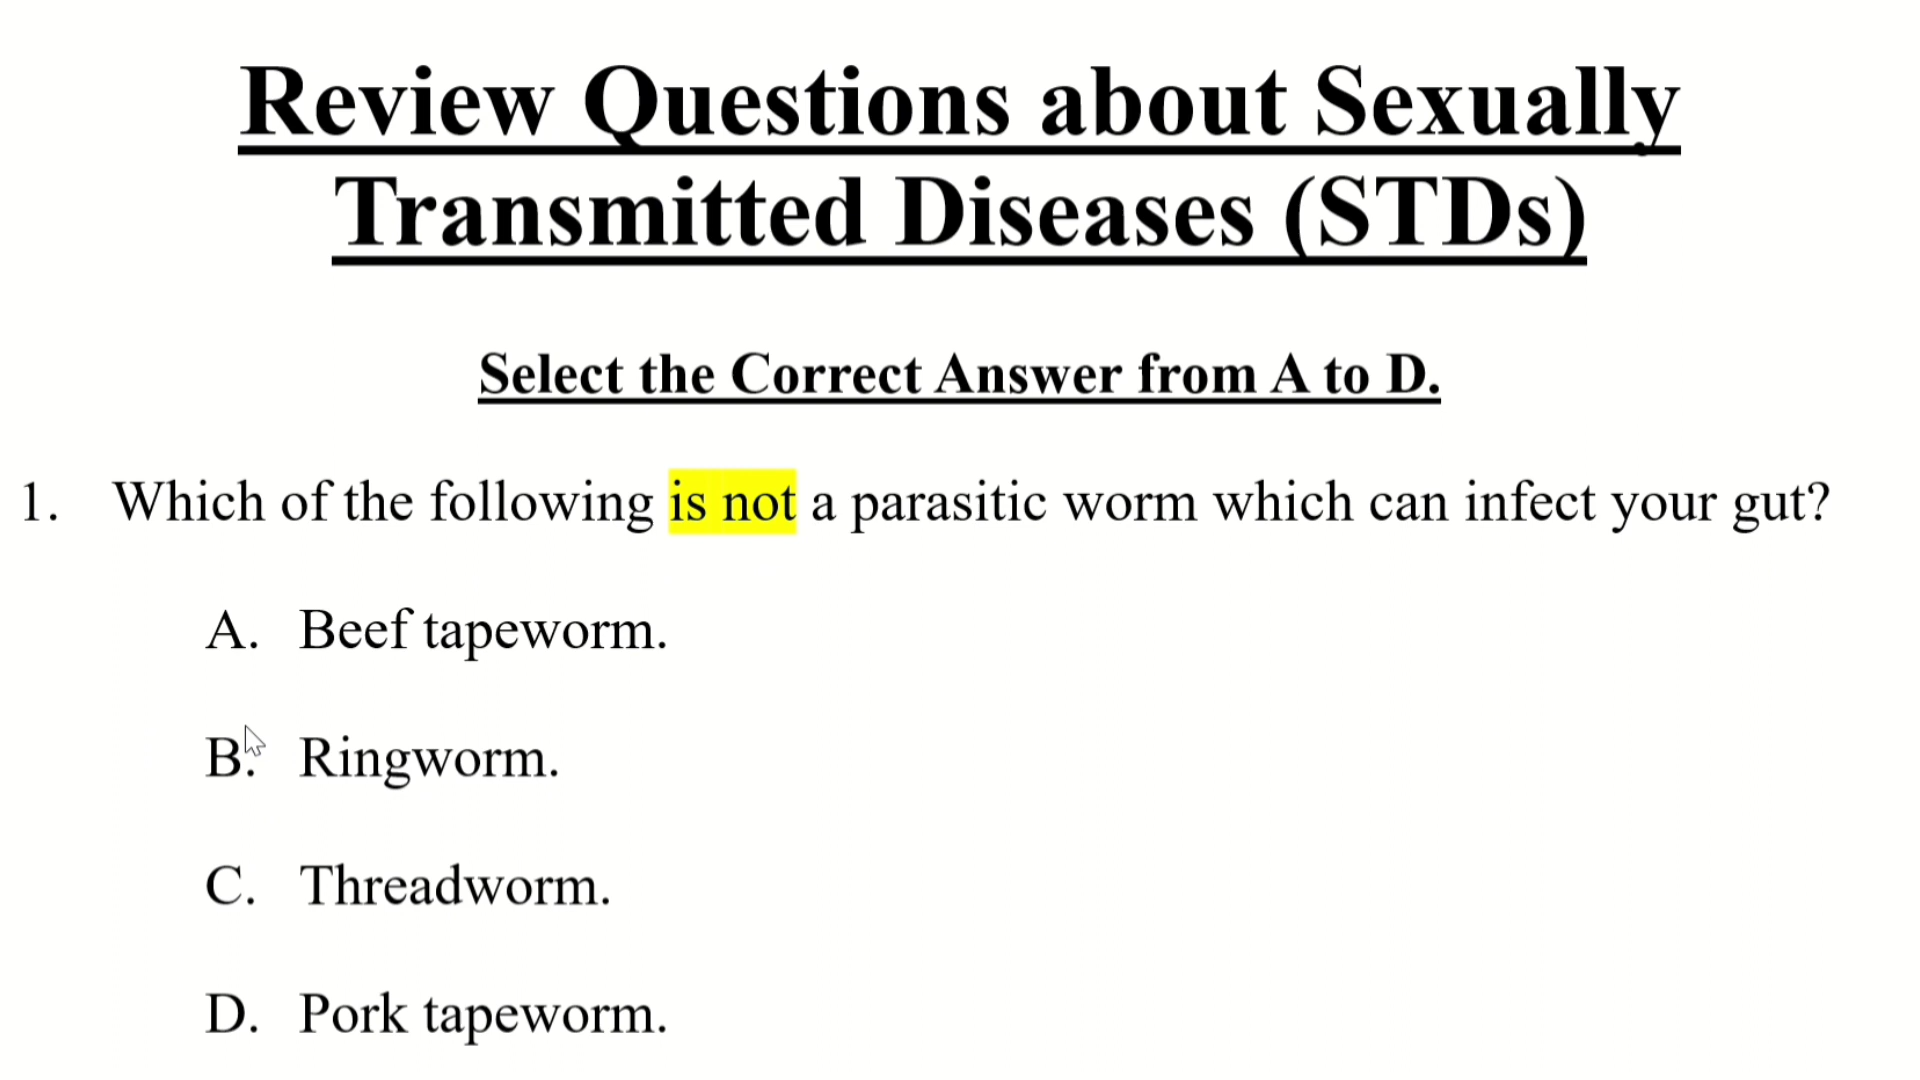 Review Questions about Sexually
Transmitted Diseases (STDs)
Select the Correct Answer from A to D.
1. Which of the following is not a parasitic worm which can infect your gut?
A. Beef tapeworm.
B. Ringworm.
C. Threadworm.
D. Pork tapeworm.